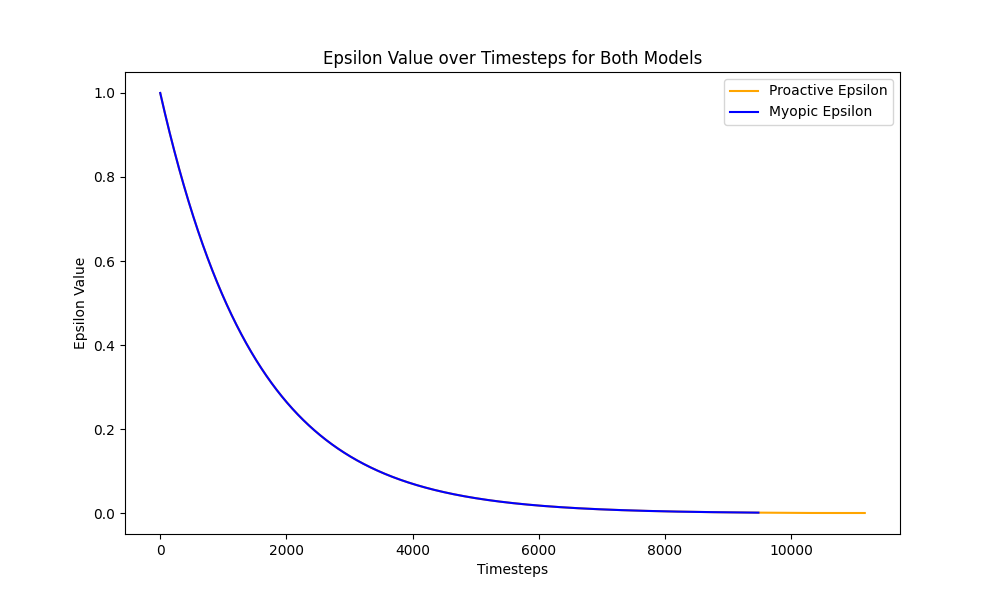 Epsilon Value over Timesteps for Both Models
Proactive Epsilon
Myopic Epsilon
Epsilon Value
1.0
0.8
0.6
0.4
0.2
0.0
0 2000 4000 6000 8000 10000
Timesteps